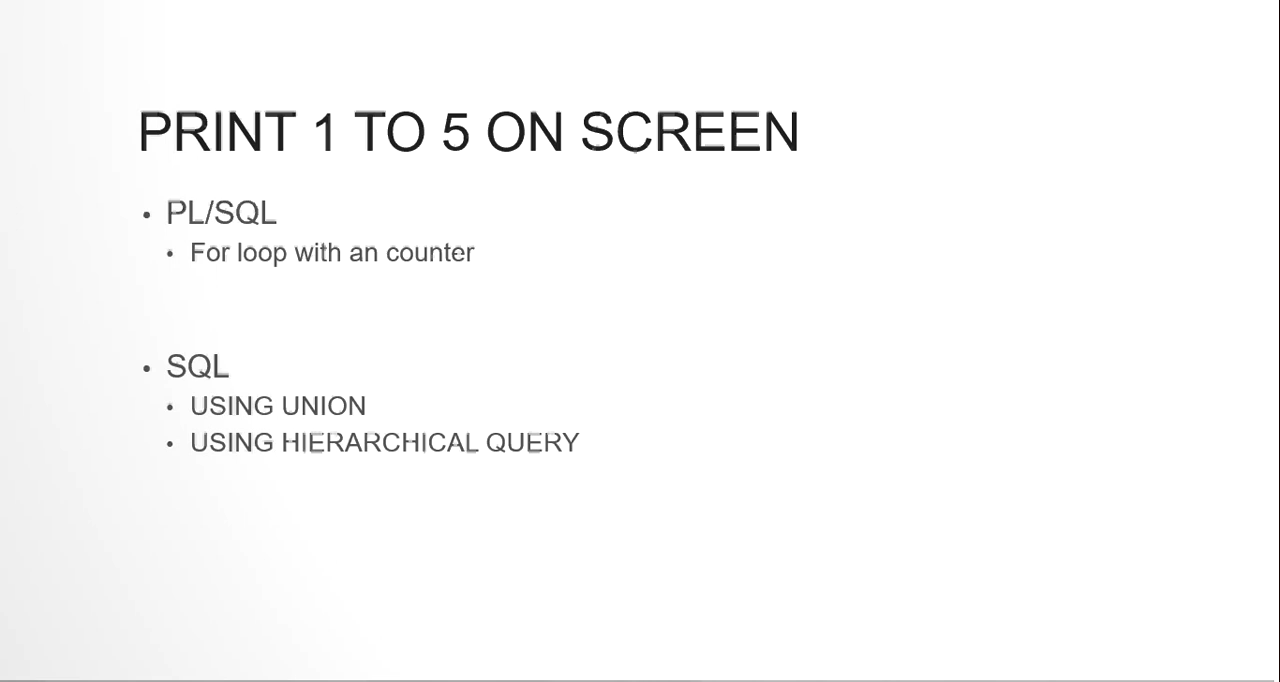 PRINT 1 TO 5 ON SCREEN
• PL/SQL
• For loop with an counter
• SQL
• USING UNION
• USING HIERARCHICAL QUERY